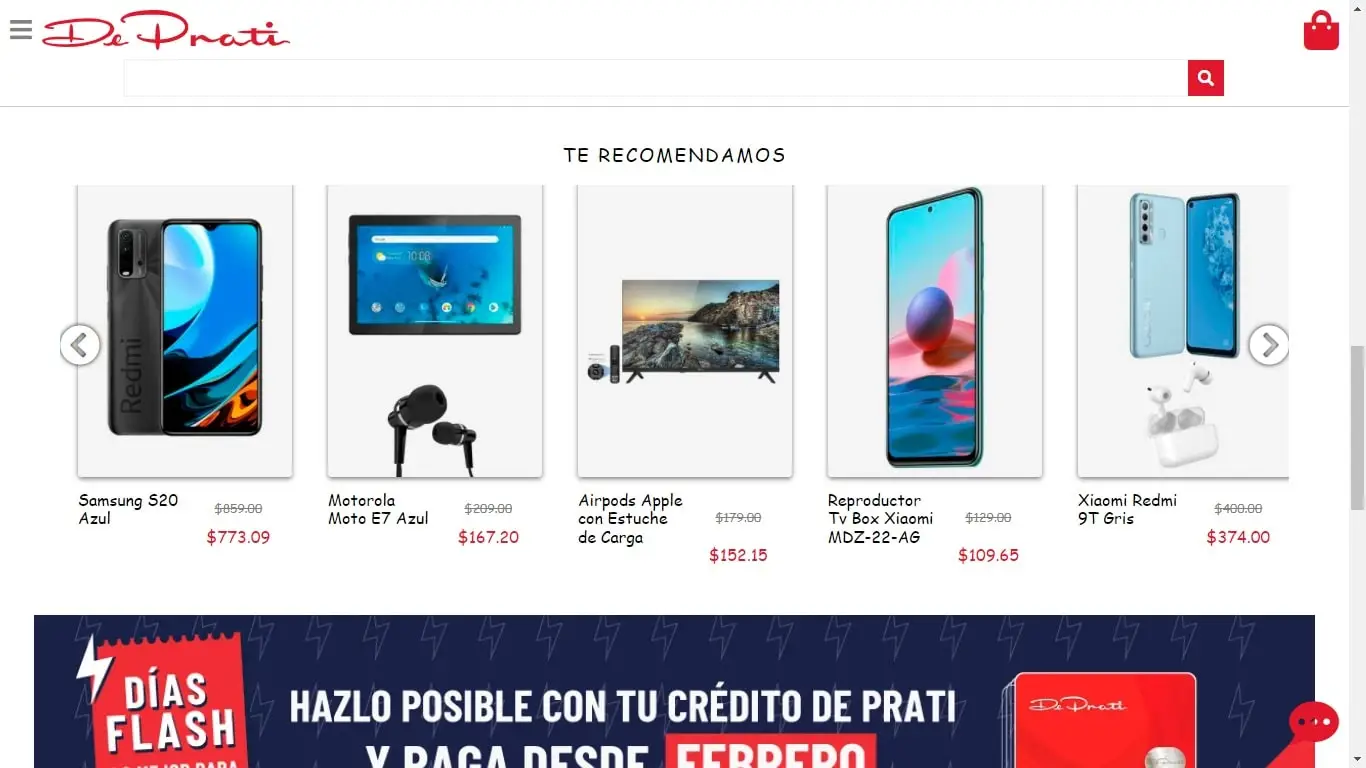 De Prati
TE RECOMENDAMOS
Redmi
10:08
Samsung S20
Azul
$859.00
$773.09
Motorola
Moto E7 Azul
$209.00
$167.20
Airpods Apple
con Estuche
de Carga
$179.00
$152.15
Reproductor
Tv Box Xiaomi
MDZ-22-AG
$129.00
$109.65
Xiaomi Redmi
9T Gris
$400.00
$374.00
DÍAS
FLASH
HAZLO POSIBLE CON TU CRÉDITO DE PRATI
Y PAGA DESDE FEBRERO
De Prati